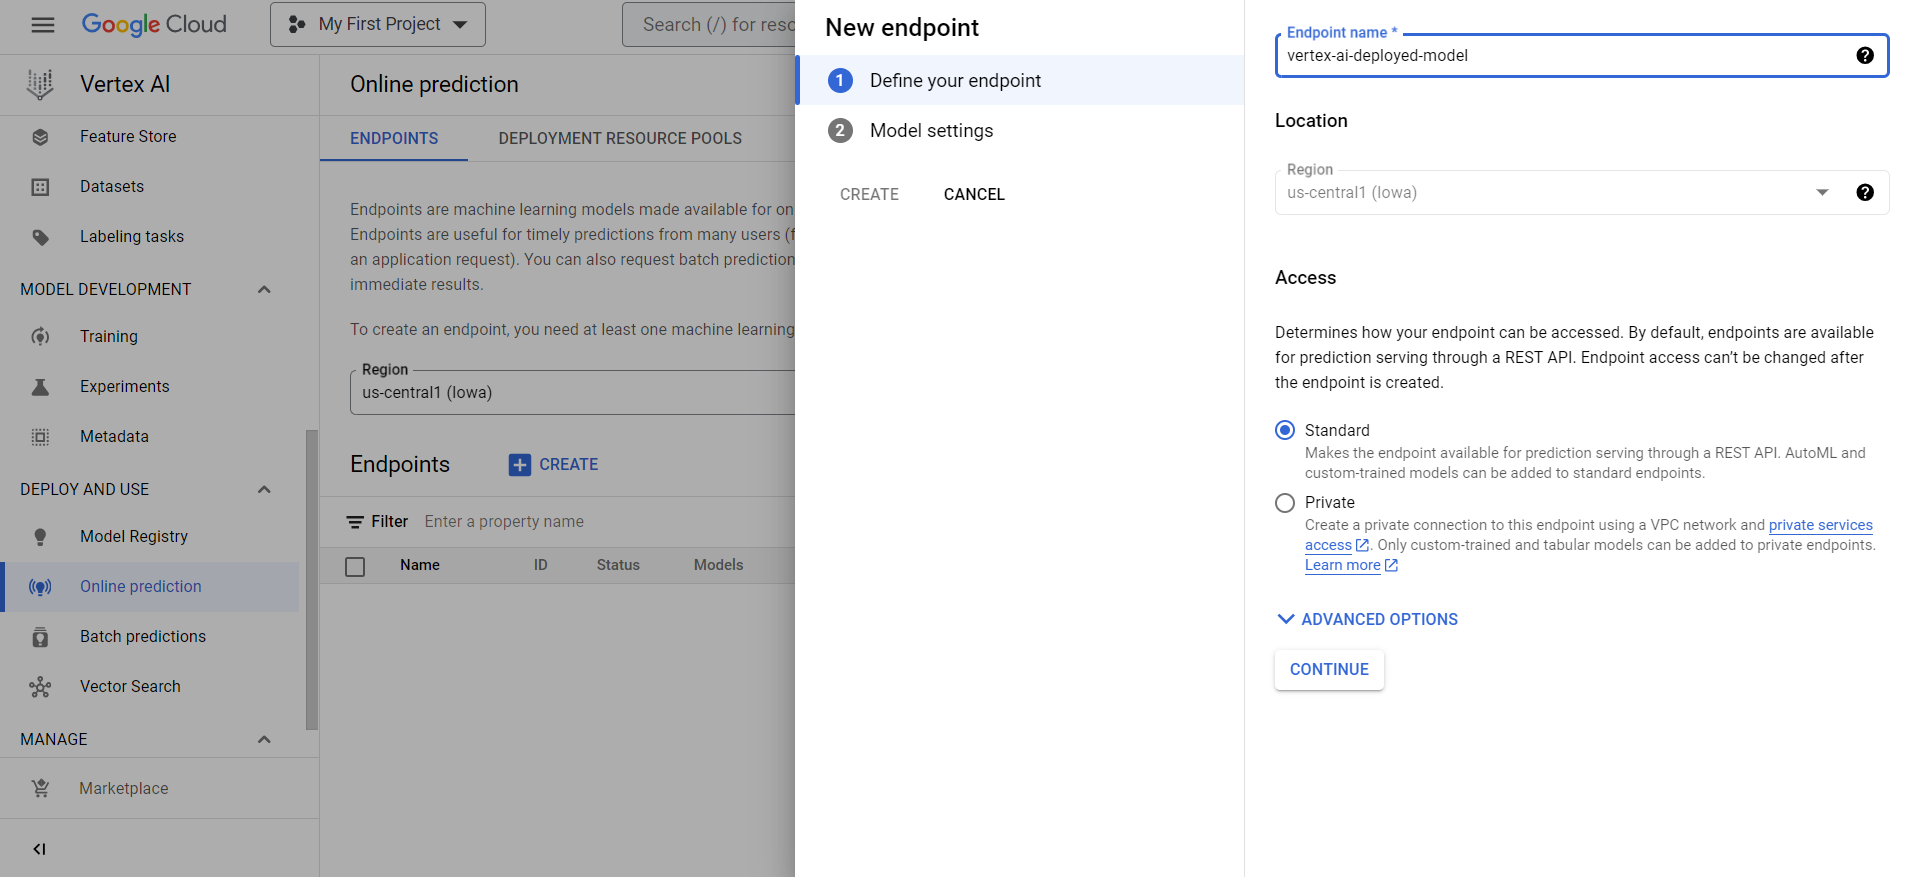 Google Cloud
My First Project
Search (/) for reso
Vertex AI
Feature Store
Datasets
Labeling tasks
MODEL DEVELOPMENT
Training
Experiments
Metadata
DEPLOY AND USE
Model Registry
Online prediction
Batch predictions
Vector Search
MANAGE
Marketplace
Online prediction
ENDPOINTS
DEPLOYMENT RESOURCE POOLS
Endpoints are machine learning models made available for on
Endpoints are useful for timely predictions from many users (f
an application request). You can also request batch prediction
immediate results.
To create an endpoint, you need at least one machine learning
Region
us-central1 (Iowa)
Endpoints
CREATE
Filter Enter a property name
Name ID Status Models
New endpoint
1 Define your endpoint
2 Model settings
CREATE CANCEL
Endpoint name *
vertex-ai-deployed-model
Location
Region
us-central1 (Iowa)
Access
Determines how your endpoint can be accessed. By default, endpoints are available
for prediction serving through a REST API. Endpoint access can't be changed after
the endpoint is created.
Standard
Makes the endpoint available for prediction serving through a REST API. AutoML and
custom-trained models can be added to standard endpoints.
Private
Create a private connection to this endpoint using a VPC network and private services
access. Only custom-trained and tabular models can be added to private endpoints.
Learn more
ADVANCED OPTIONS
CONTINUE